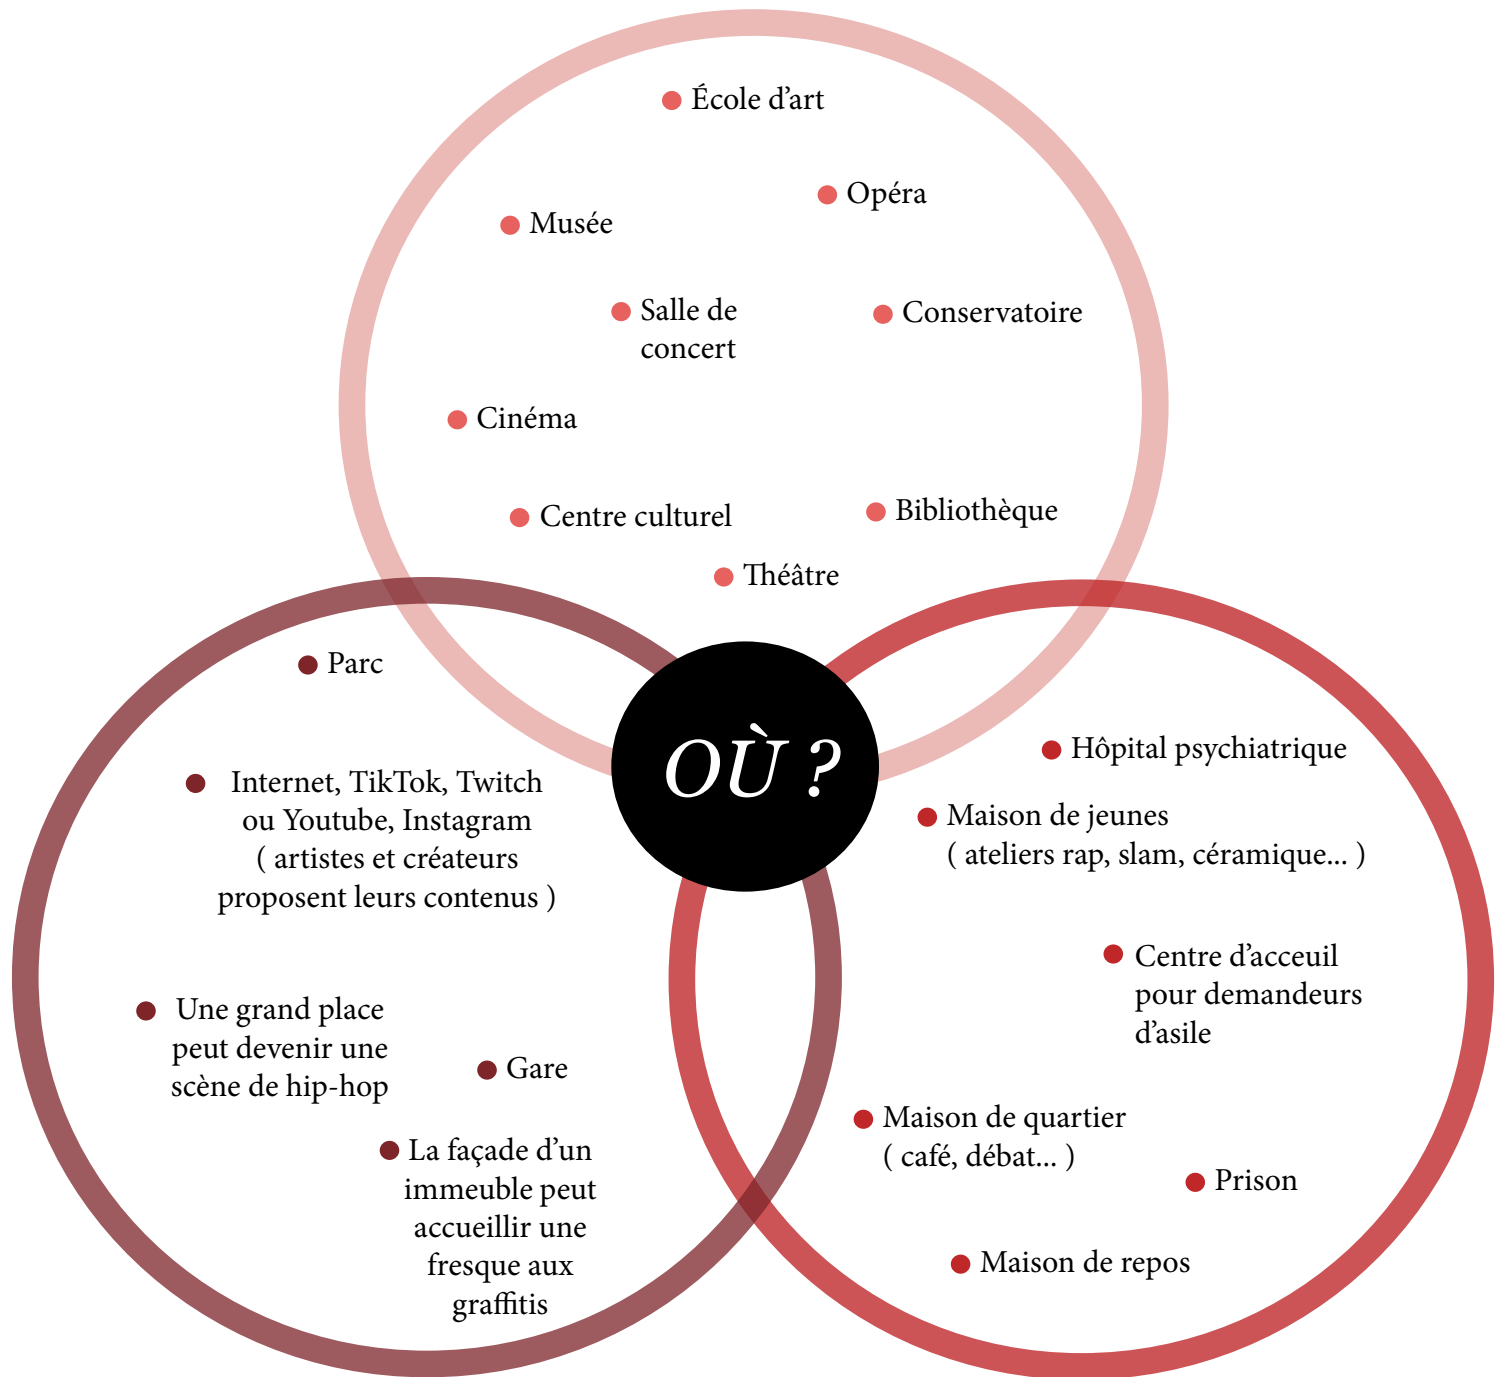 École d’art
Opéra
Musée
Salle de
concert
Conservatoire
Cinéma
Centre culturel
Bibliothèque
Théâtre
OÙ ?
Parc
Internet, TikTok, Twitch
ou Youtube, Instagram
( artistes et créateurs
proposent leurs contenus )
Une grand place
peut devenir une
scène de hip-hop
Gare
La façade d’un
immeuble peut
accueillir une
fresque aux
graffitis
Hôpital psychiatrique
Maison de jeunes
( ateliers rap, slam, céramique... )
Centre d’acceuil
pour demandeurs
d’asile
Maison de quartier
( café, débat... )
Prison
Maison de repos